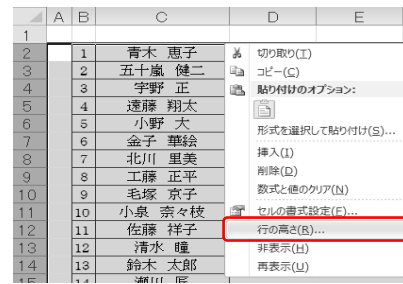 A B C D E
1
2 1 青木 恵子 切り取り(T)
3 2 五十嵐 健二 コピー(C)
4 3 宇野 正 貼り付けのオプション:
5 4 遠藤 翔太
6 5 小野 大 形式を選択して貼り付け(S)...
7 6 金子 華絵
8 7 北川 里美 挿入(I)
9 8 工藤 正平 削除(D)
10 9 毛塚 京子 数式と値のクリア(N)
11 10 小泉 奈々枝 セルの書式設定(F)...
12 11 佐藤 祥子 行の高さ(R)...
13 12 清水 瞳 非表示(H)
14 13 鈴木 太郎 再表示(U)
15 14 瀬川 匠